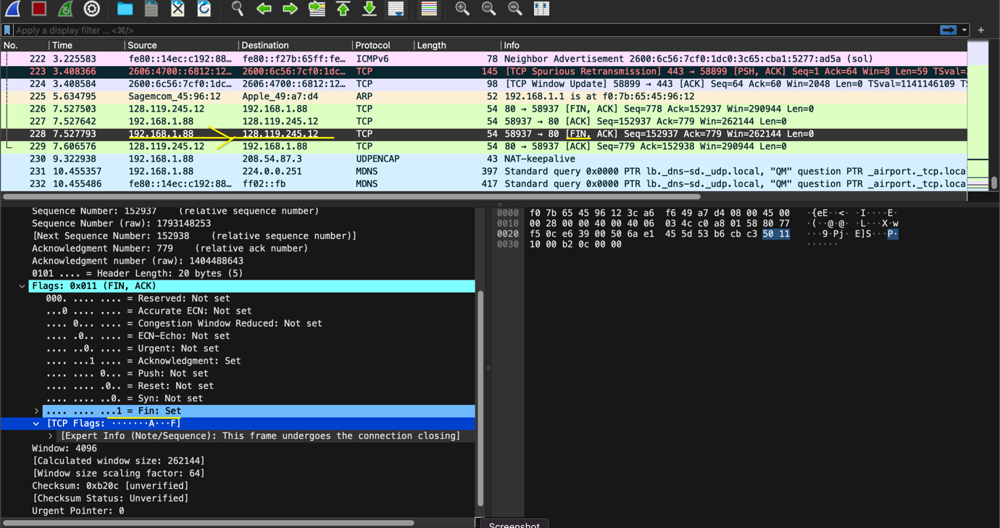 Apply a display filter ... <⌘/>
No. Time Source Destination Protocol Length Info
222 3.225583 fe80::14ec:c192:88… fe80::f27b:65ff:fe… ICMPv6 78 Neighbor Advertisement 2600:6c56:7cf0:1dc0:3c65:cba1:5277:ad5a (sol)
223 3.408366 2606:4700::6812:12… 2600:6c56:7cf0:1dc… TCP 145 [TCP Spurious Retransmission] 443 → 58899 [PSH, ACK] Seq=1 Ack=64 Win=8 Len=59
224 3.408584 2600:6c56:7cf0:1dc… 2606:4700::6812:12… TCP 98 [TCP Window Update] 58899 → 443 [ACK] Seq=64 Ack=60 Win=2048 Len=0 TSval=1141146109
225 5.634795 Sagemcom_45:96:12 Apple_49:a7:d4 ARP 52 192.168.1.1 is at f0:7b:65:45:96:12
226 7.527503 128.119.245.12 192.168.1.88 TCP 54 80 → 58937 [FIN, ACK] Seq=778 Ack=152937 Win=290944 Len=0
227 7.527642 192.168.1.88 128.119.245.12 TCP 54 58937 → 80 [ACK] Seq=152937 Ack=779 Win=262144 Len=0
228 7.527793 192.168.1.88 128.119.245.12 TCP 54 58937 → 80 [FIN, ACK] Seq=152937 Ack=779 Win=262144 Len=0
229 7.606576 128.119.245.12 192.168.1.88 TCP 54 80 → 58937 [ACK] Seq=779 Ack=152938 Win=290944 Len=0
230 9.322938 192.168.1.88 208.54.87.3 UDPENCAP 43 NAT-keepalive
231 10.455357 192.168.1.88 224.0.0.251 MDNS 397 Standard query 0x0000 PTR lb._dns-sd._udp.local, "QM" question PTR _airport._tcp.loca
232 10.455486 fe80::14ec:c192:88… ff02::fb MDNS 417 Standard query 0x0000 PTR lb._dns-sd._udp.local, "QM" question PTR _airport._tcp.loca
Sequence Number: 152937    (relative sequence number)
Sequence Number (raw): 1793148253
[Next Sequence Number: 152938    (relative sequence number)]
Acknowledgment Number: 779    (relative ack number)
Acknowledgment number (raw): 1404488643
0101 .... = Header Length: 20 bytes (5)
Flags: 0x011 (FIN, ACK)
000. .... .... = Reserved: Not set
...0 .... .... = Accurate ECN: Not set
.... 0... .... = Congestion Window Reduced: Not set
.... .0.. .... = ECN-Echo: Not set
.... ..0. .... = Urgent: Not set
.... ...1 .... = Acknowledgment: Set
.... .... 0... = Push: Not set
.... .... .0.. = Reset: Not set
.... .... ..0. = Syn: Not set
.... .... ...1 = Fin: Set
[TCP Flags: ·······A···F]
[Expert Info (Note/Sequence): This frame undergoes the connection closing]
Window: 4096
[Calculated window size: 262144]
[Window size scaling factor: 64]
Checksum: 0xb20c [unverified]
[Checksum Status: Unverified]
Urgent Pointer: 0
0000 f0 7b 65 45 96 12 3c a6 f6 49 a7 d4 08 00 45 00 ·{eE··<· ·I····E·
0010 00 28 00 00 40 00 40 06 03 4c c0 a8 01 58 80 77 ·(··@·@· ·L···X·w
0020 f5 0c e6 39 00 50 6a e1 45 5d 53 b6 cb c3 50 11 ···9·Pj· E]S···P·
0030 10 00 b2 0c 00 00 ······
Screenshot